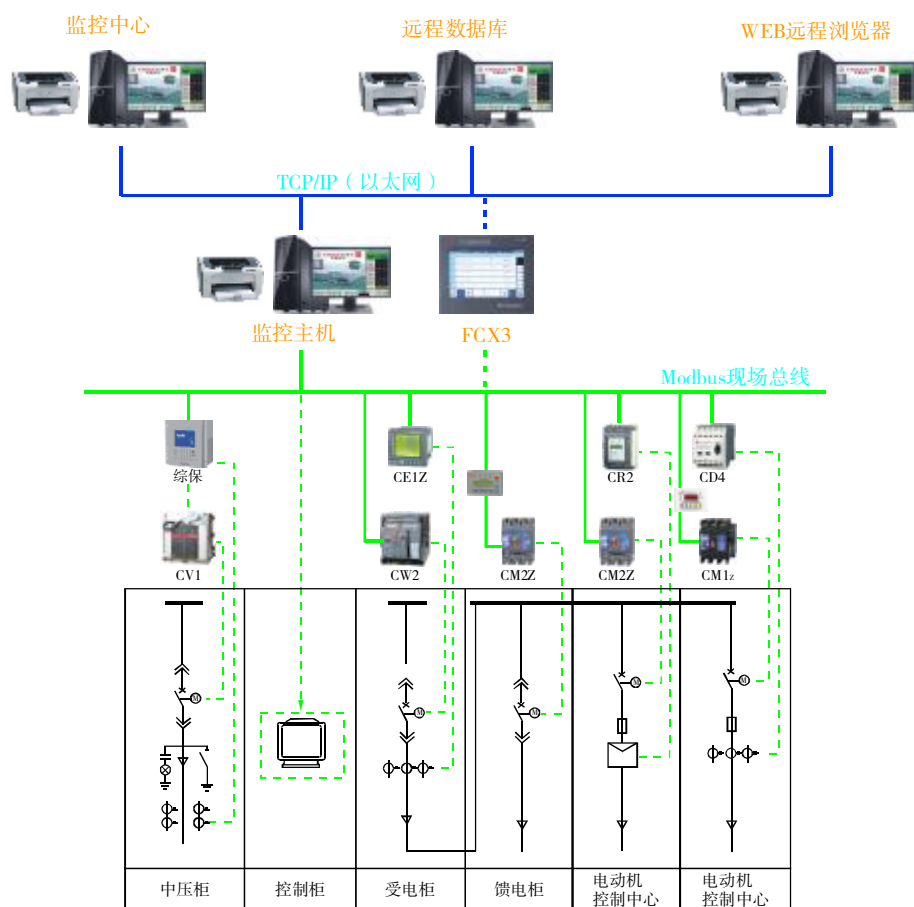 监控中心
远程数据库
WEB远程浏览器
TCP/IP（以太网）
监控主机
FCX3
Modbus现场总线
综保
CE1Z
CR2
CD4
CV1
CW2
CM2Z
CM2Z
CM1z
M
M
M
M
M
中压柜
控制柜
受电柜
馈电柜
电动机
控制中心
电动机
控制中心